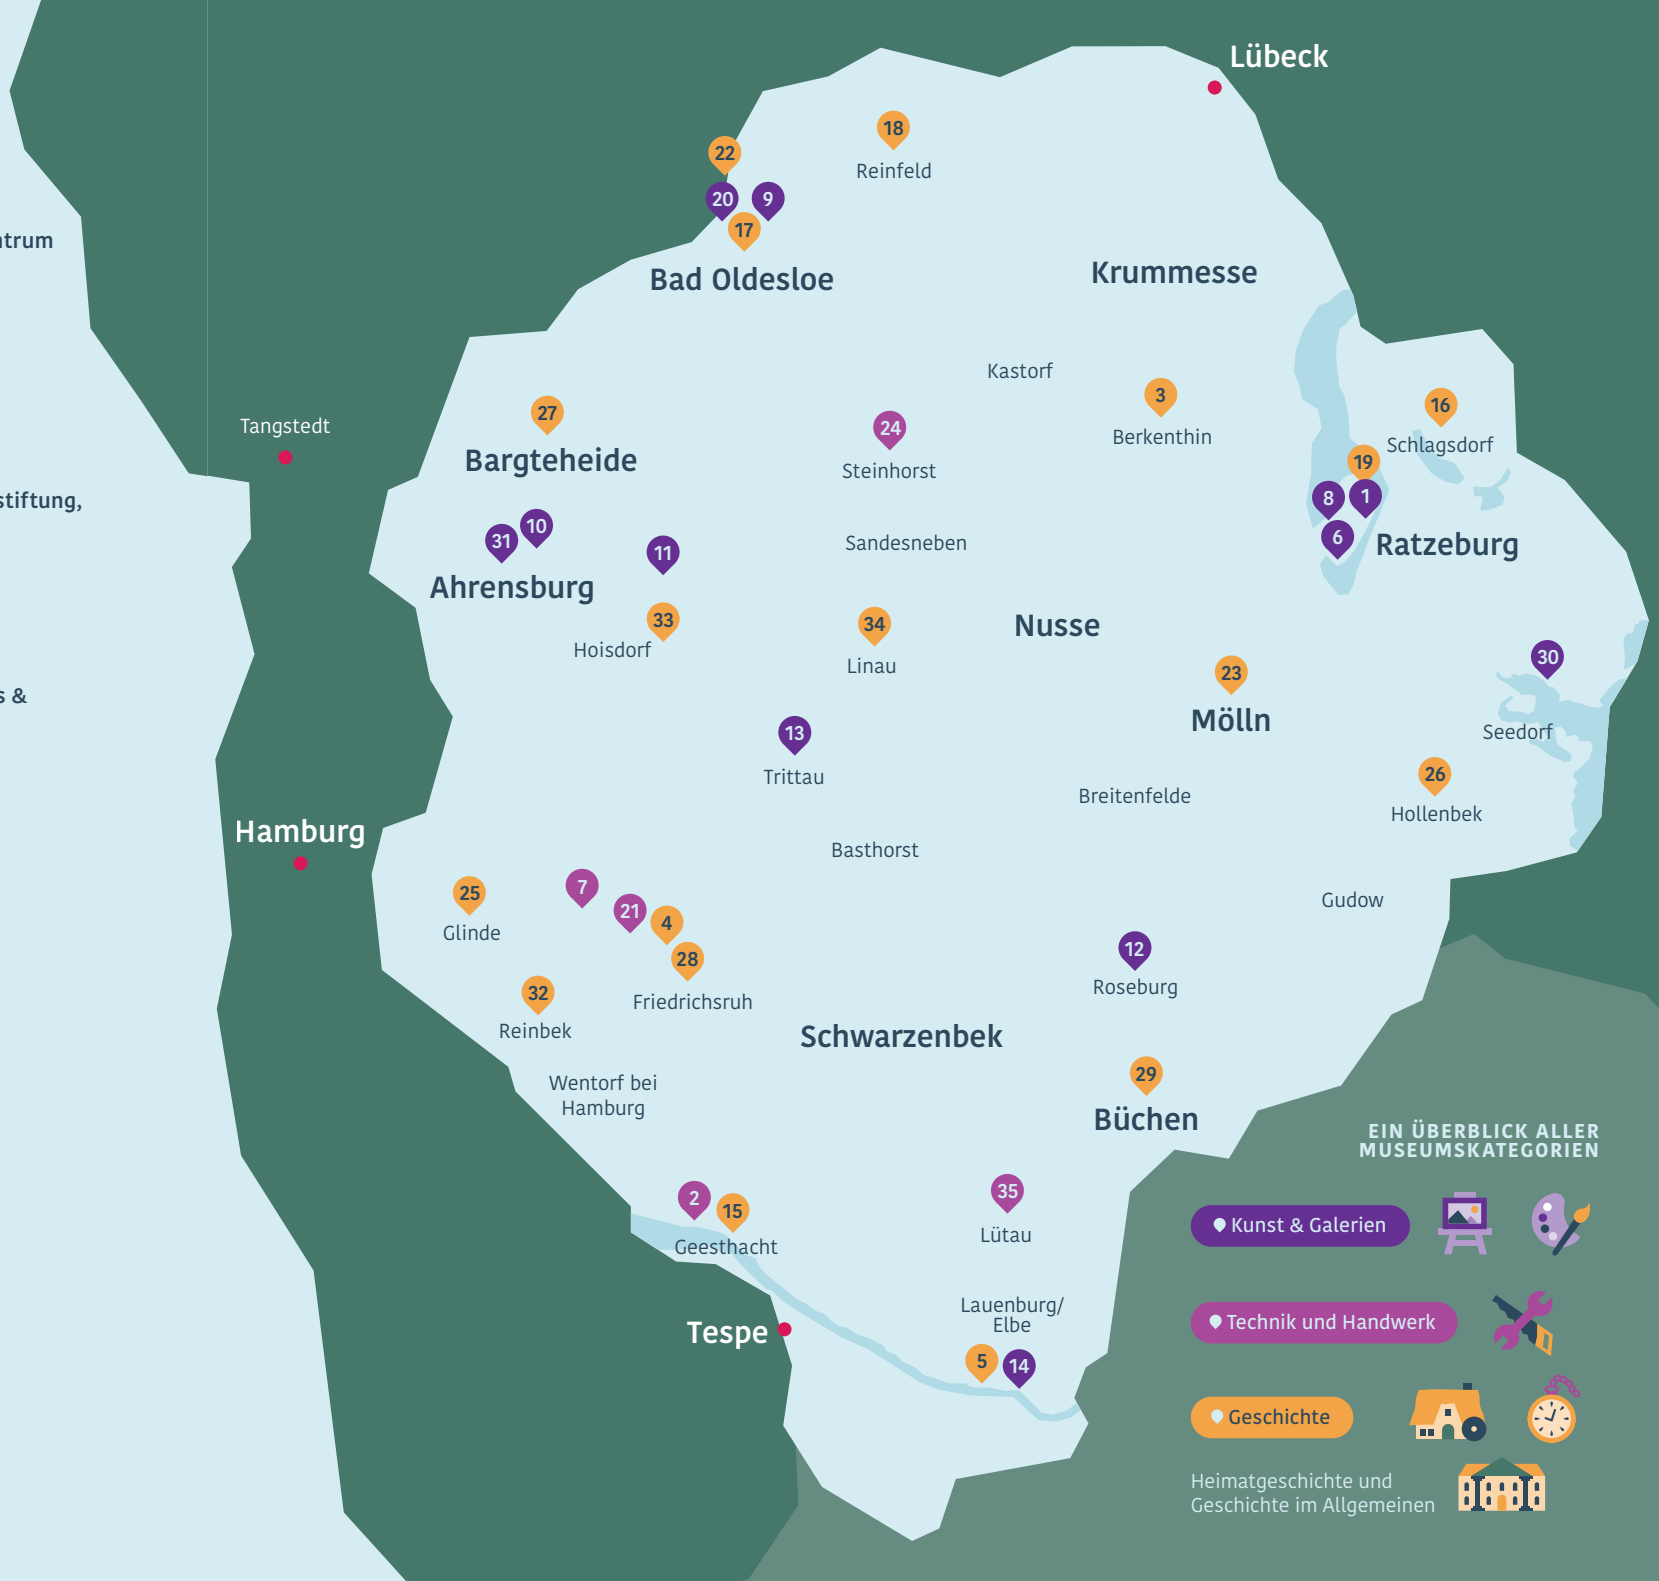 Lübeck
18
Reinfeld
22
20
9
17
ntrum
Bad Oldesloe
Krummesse
Kastorf
3
Berkenthin
16
Schlagsdorf
27
Bargteheide
Tangstedt
24
Steinhorst
19
8
1
6
Ratzeburg
stiftung,
31
10
11
Ahrensburg
Sandesneben
33
Hoisdorf
34
Linau
Nusse
23
Mölln
30
Seedorf
s &
13
Trittau
26
Hollenbek
Breitenfelde
Hamburg
Basthorst
25
Glinde
7
21
4
28
Friedrichsruh
Gudow
12
Roseburg
32
Reinbek
Schwarzenbek
Wentorf bei
Hamburg
29
Büchen
2
15
Geesthacht
35
Lütau
Lauenburg/
Elbe
5
14
Tespe
EIN ÜBERBLICK ALLER
MUSEUMSKATEGORIEN
Kunst & Galerien
Technik und Handwerk
Geschichte
Heimatgeschichte und
Geschichte im Allgemeinen